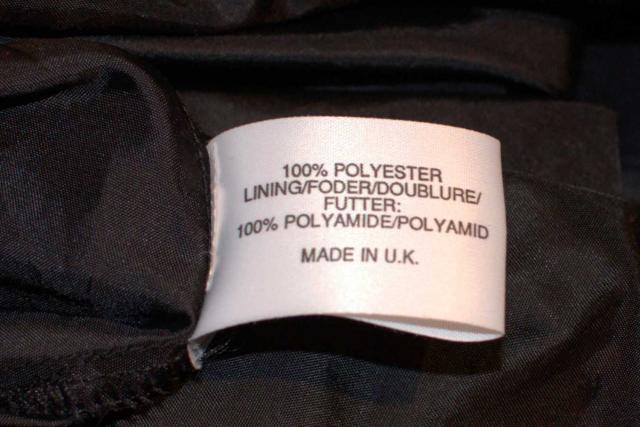 100% POLYESTER
LINING/FODER/DOUBLURE/
FUTTER:
100% POLYAMIDE/POLYAMID
MADE IN U.K.